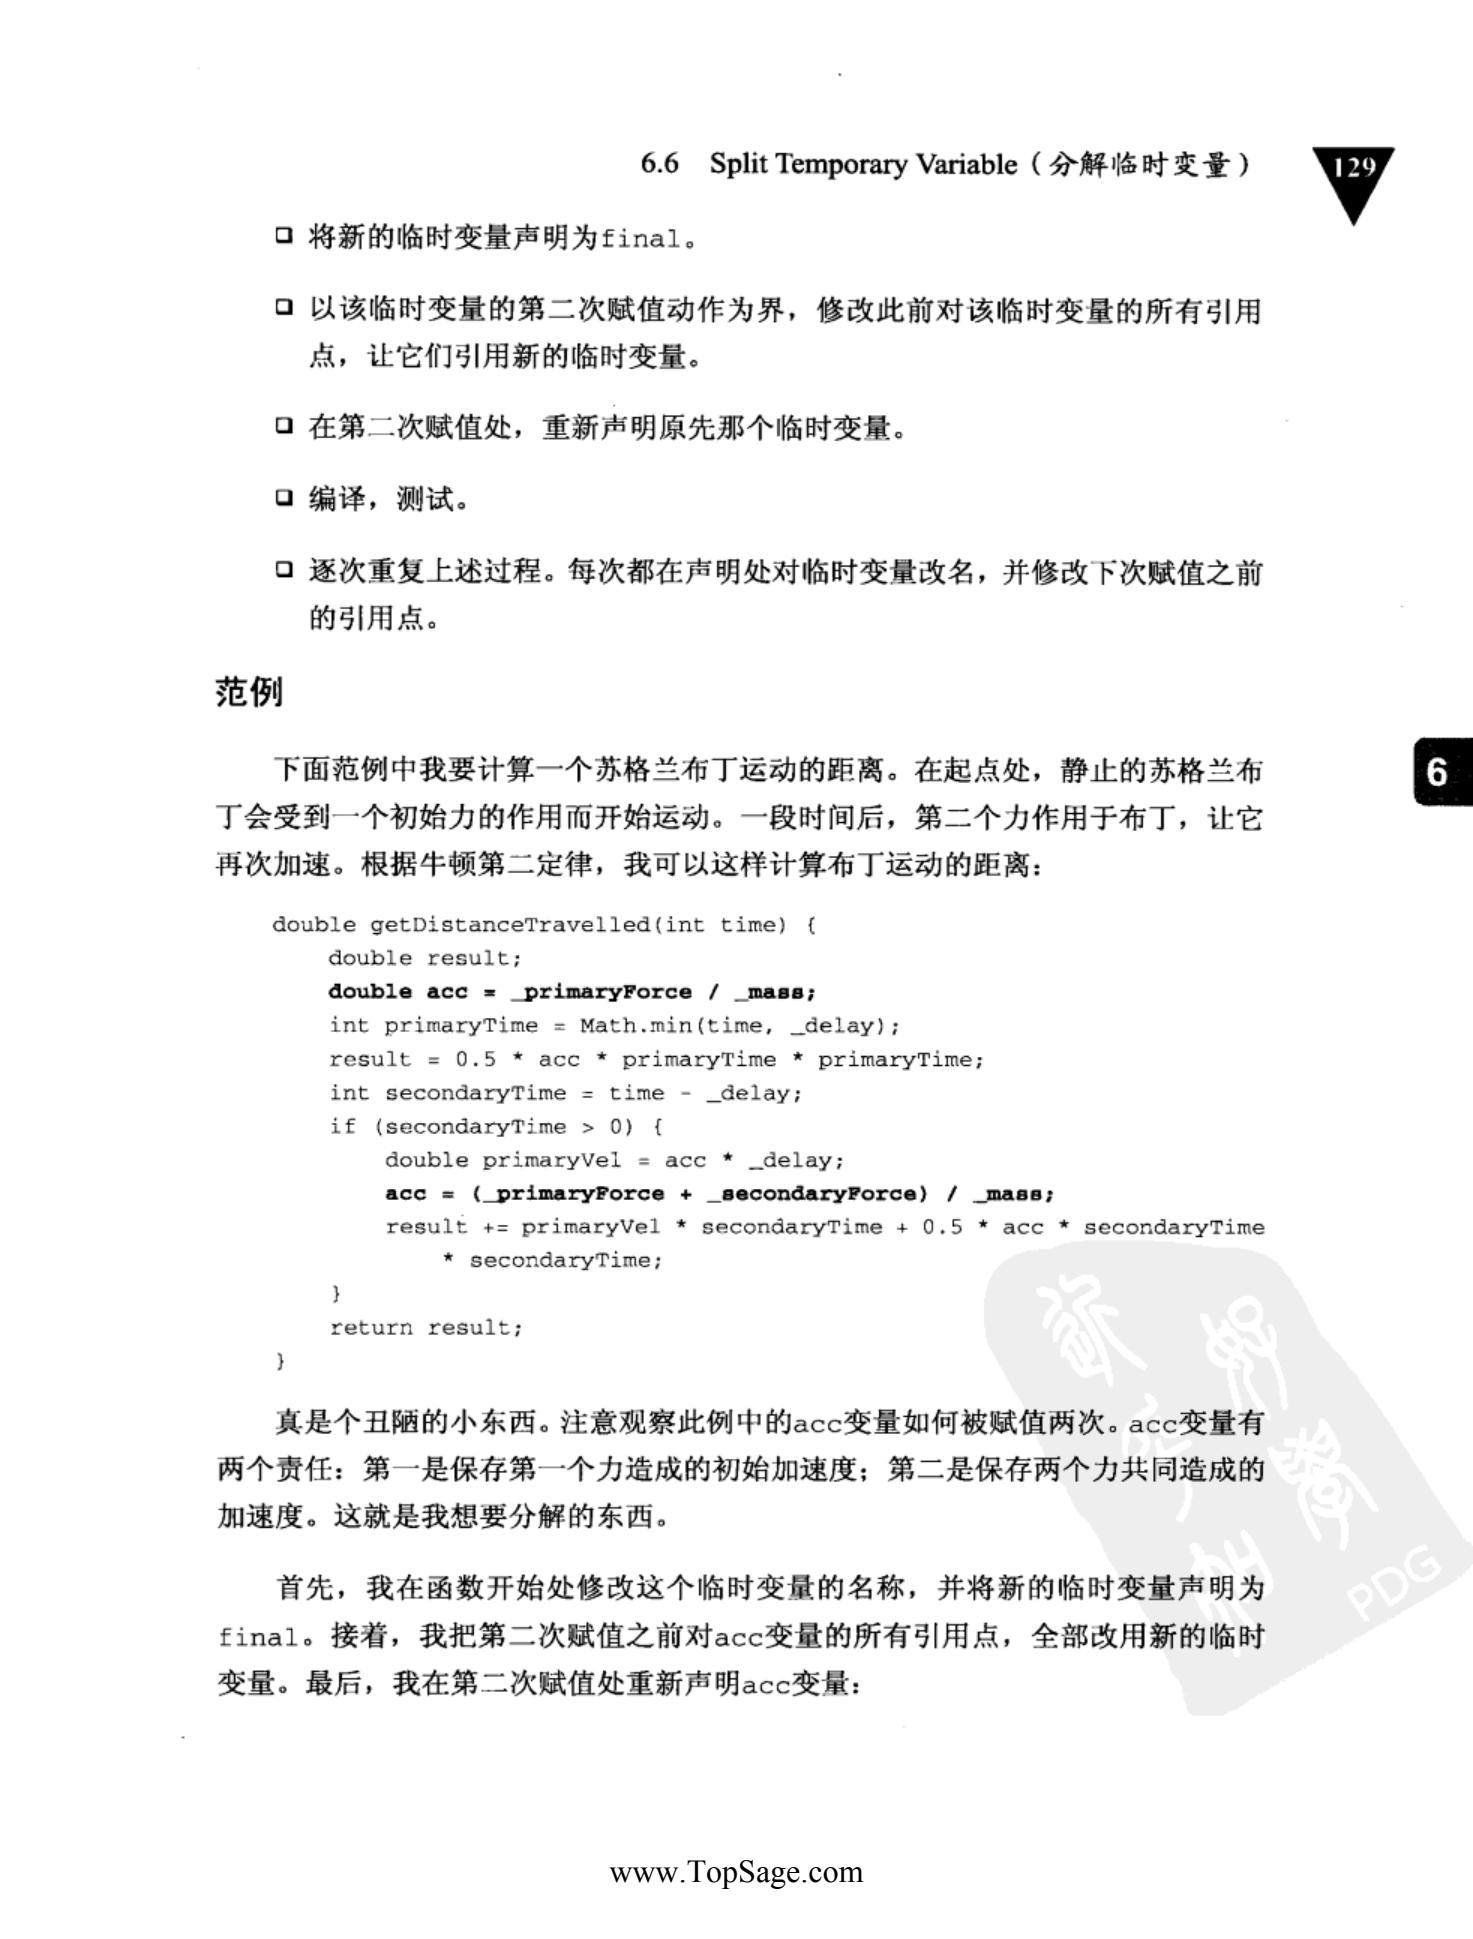 6.6 Split Temporary Variable（分解临时变量）
129
将新的临时变量声明为final。
以该临时变量的第二次赋值动作为界，修改此前对该临时变量的所有引用
点，让它们引用新的临时变量。
在第二次赋值处，重新声明原先那个临时变量。
编译，测试。
逐次重复上述过程。每次都在声明处对临时变量改名，并修改下次赋值之前
的引用点。
范例
下面范例中我要计算一个苏格兰布丁运动的距离。在起点处，静止的苏格兰布
丁会受到一个初始力的作用而开始运动。一段时间后，第二个力作用于布丁，让它
再次加速。根据牛顿第二定律，我可以这样计算布丁运动的距离：
6
double getDistanceTravelled(int time) {
double result;
double acc = _primaryForce / _mass;
int primaryTime = Math.min(time, _delay);
result = 0.5 * acc * primaryTime * primaryTime;
int secondaryTime = time - _delay;
if (secondaryTime > 0) {
double primaryVel = acc * _delay;
acc = (_primaryForce + _secondaryForce) / _mass;
result += primaryVel * secondaryTime + 0.5 * acc * secondaryTime
* secondaryTime;
}
return result;
}
真是个丑陋的小东西。注意观察此例中的acc变量如何被赋值两次。acc变量有
两个责任：第一是保存第一个力造成的初始加速度；第二是保存两个力共同造成的
加速度。这就是我想要分解的东西。
首先，我在函数开始处修改这个临时变量的名称，并将新的临时变量声明为
final。接着，我把第二次赋值之前对acc变量的所有引用点，全部改用新的临时
变量。最后，我在第二次赋值处重新声明acc变量：
PDG
www.TopSage.com